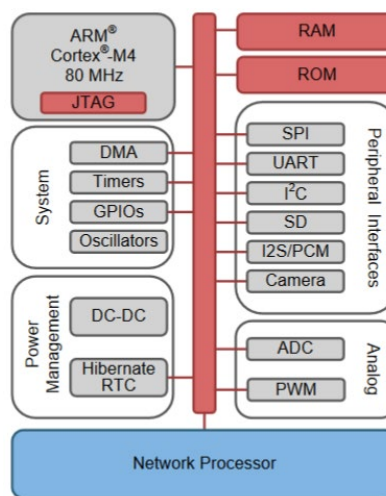 ARM®
Cortex®-M4
80 MHz
JTAG
RAM
ROM
System
DMA
Timers
GPIOs
Oscillators
Peripheral Interfaces
SPI
UART
I²C
SD
I2S/PCM
Camera
Power
Management
DC-DC
Hibernate
RTC
Analog
ADC
PWM
Network Processor